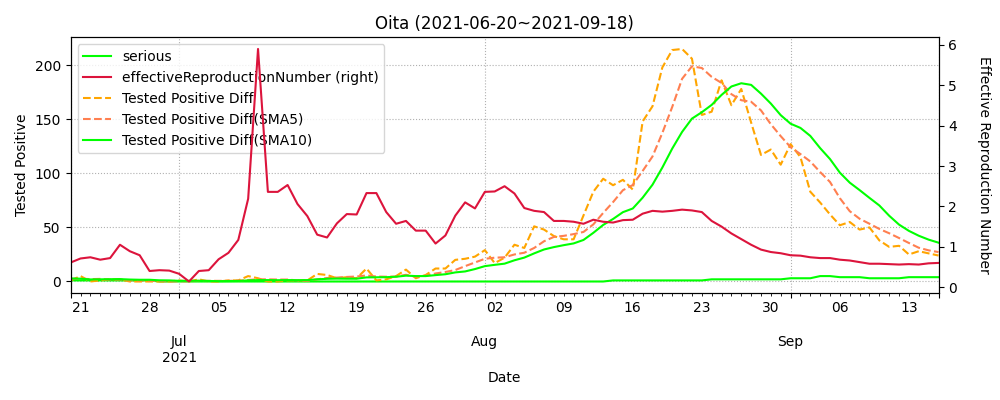 Oita (2021-06-20~2021-09-18)
serious
effectiveReproductionNumber (right)
Tested Positive Diff
Tested Positive Diff(SMA5)
Tested Positive Diff(SMA10)
Tested Positive
200
150
100
50
0
6
5
4
3
2
1
0
Effective Reproduction Number
21 28 05 12 19 26 02 09 16 23 30 06 13
Jul Aug Sep
2021
Date